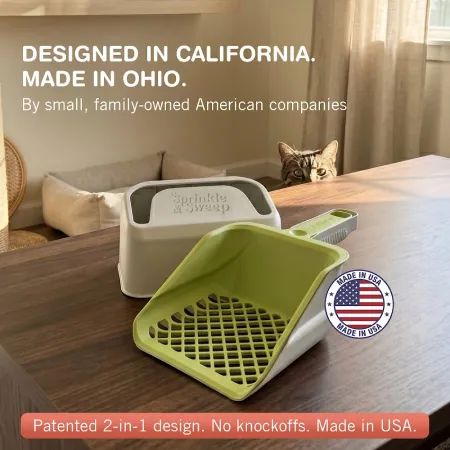 DESIGNED IN CALIFORNIA.
MADE IN OHIO.
By small, family-owned American companies
Sprinkle
& Sweep
MADE IN USA
MADE IN USA
Patented 2-in-1 design. No knockoffs. Made in USA.